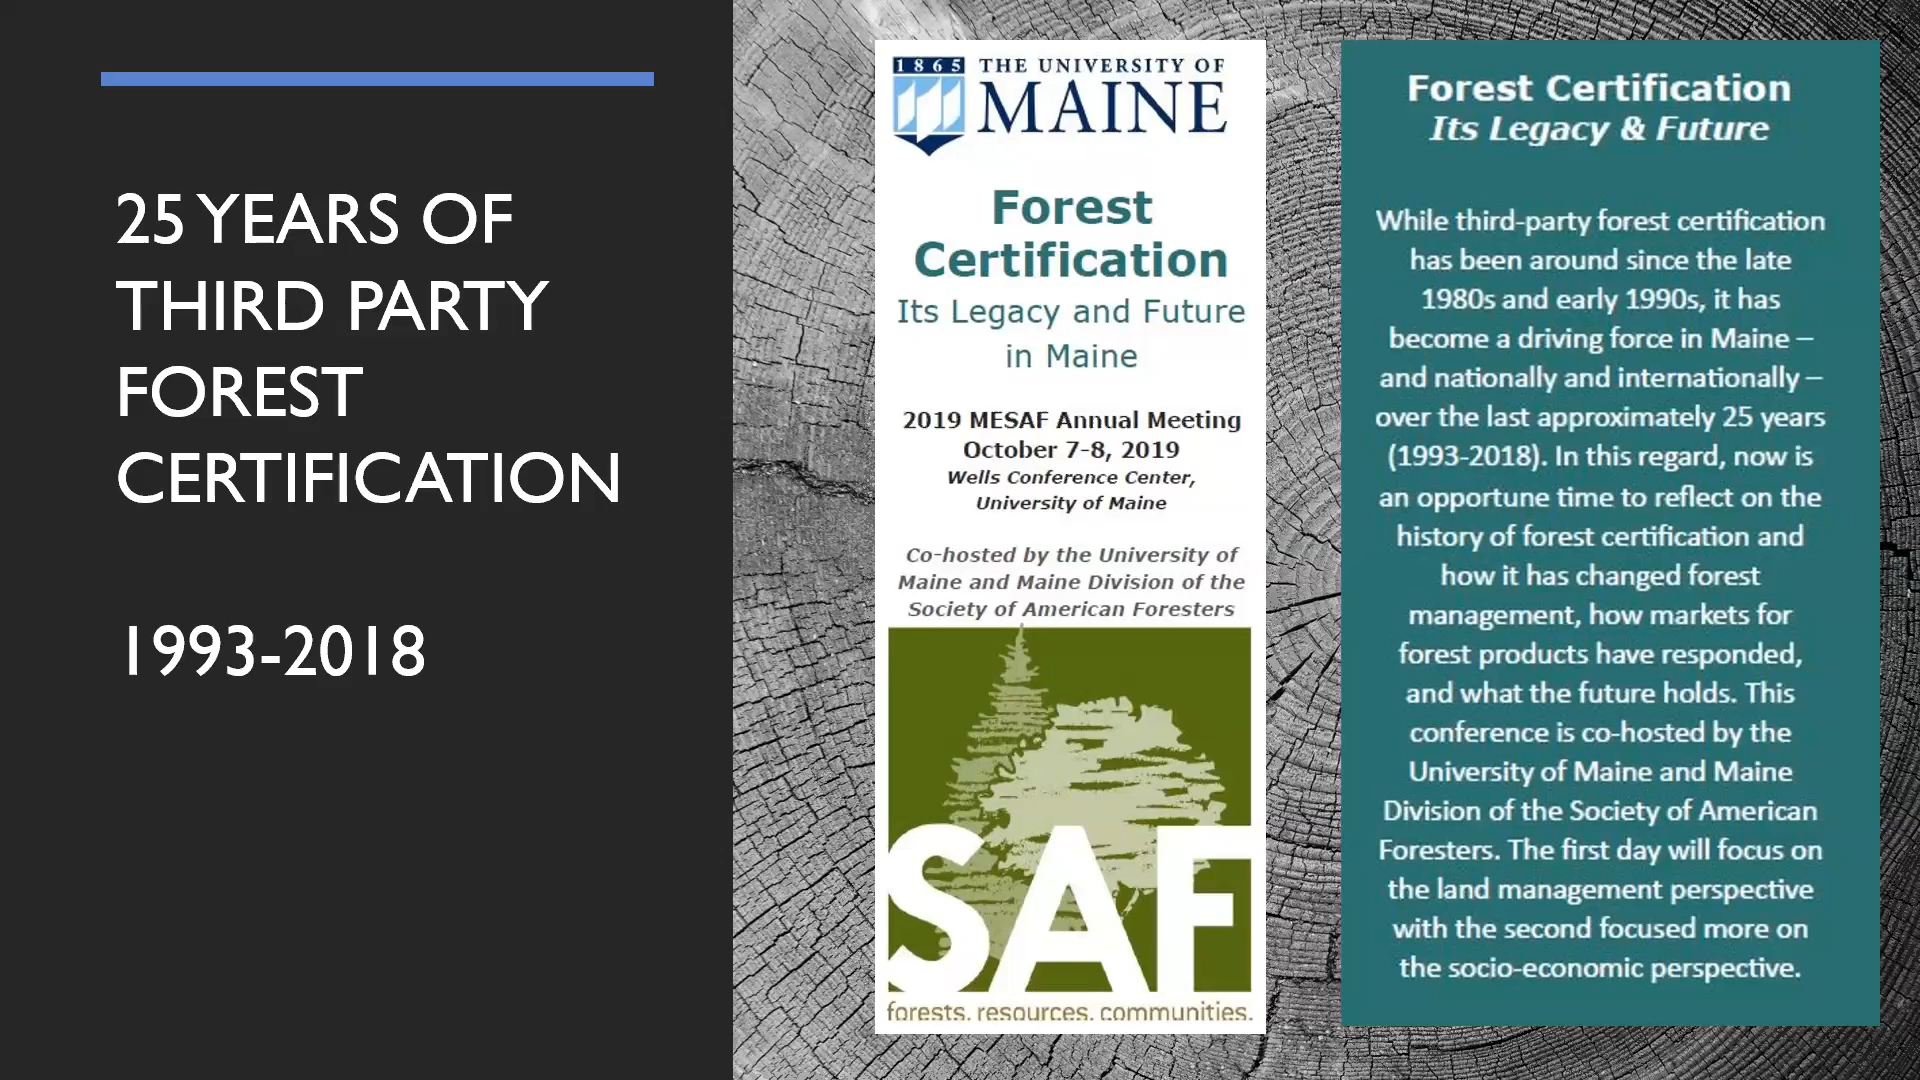 25 YEARS OF
THIRD PARTY
FOREST
CERTIFICATION
1993-2018
1865
THE UNIVERSITY OF
MAINE
Forest
Certification
Its Legacy and Future
in Maine
2019 MESAF Annual Meeting
October 7-8, 2019
Wells Conference Center,
University of Maine
Co-hosted by the University of
Maine and Maine Division of the
Society of American Foresters
SAF
forests. resources. communities.
Forest Certification
Its Legacy & Future
While third-party forest certification
has been around since the late
1980s and early 1990s, it has
become a driving force in Maine –
and nationally and internationally –
over the last approximately 25 years
(1993-2018). In this regard, now is
an opportune time to reflect on the
history of forest certification and
how it has changed forest
management, how markets for
forest products have responded,
and what the future holds. This
conference is co-hosted by the
University of Maine and Maine
Division of the Society of American
Foresters. The first day will focus on
the land management perspective
with the second focused more on
the socio-economic perspective.